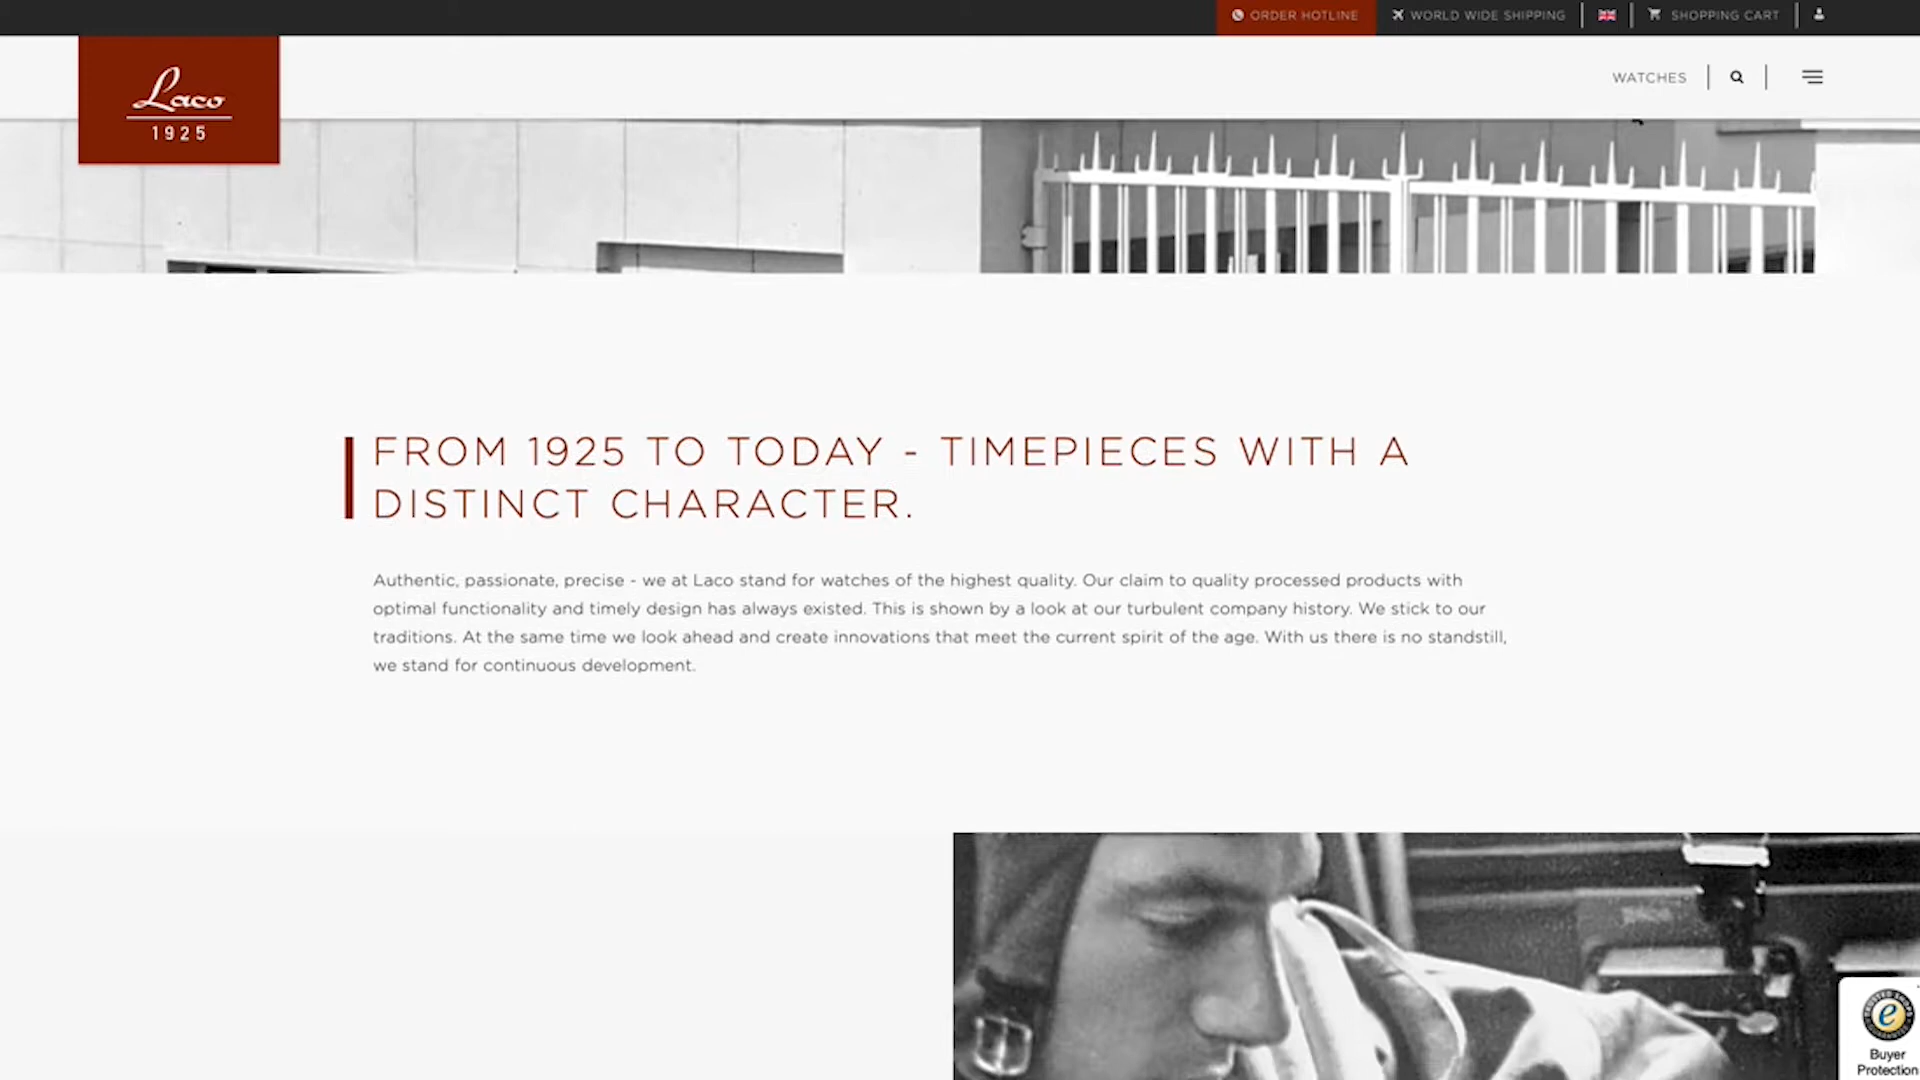 ORDER HOTLINE WORLD WIDE SHIPPING SHOPPING CART
Laco
1925
WATCHES
FROM 1925 TO TODAY - TIMEPIECES WITH A
DISTINCT CHARACTER.
Authentic, passionate, precise - we at Laco stand for watches of the highest quality. Our claim to quality processed products with
optimal functionality and timely design has always existed. This is shown by a look at our turbulent company history. We stick to our
traditions. At the same time we look ahead and create innovations that meet the current spirit of the age. With us there is no standstill,
we stand for continuous development.
TRUSTED SHOPS
e
GUARANTEE
Buyer
Protection